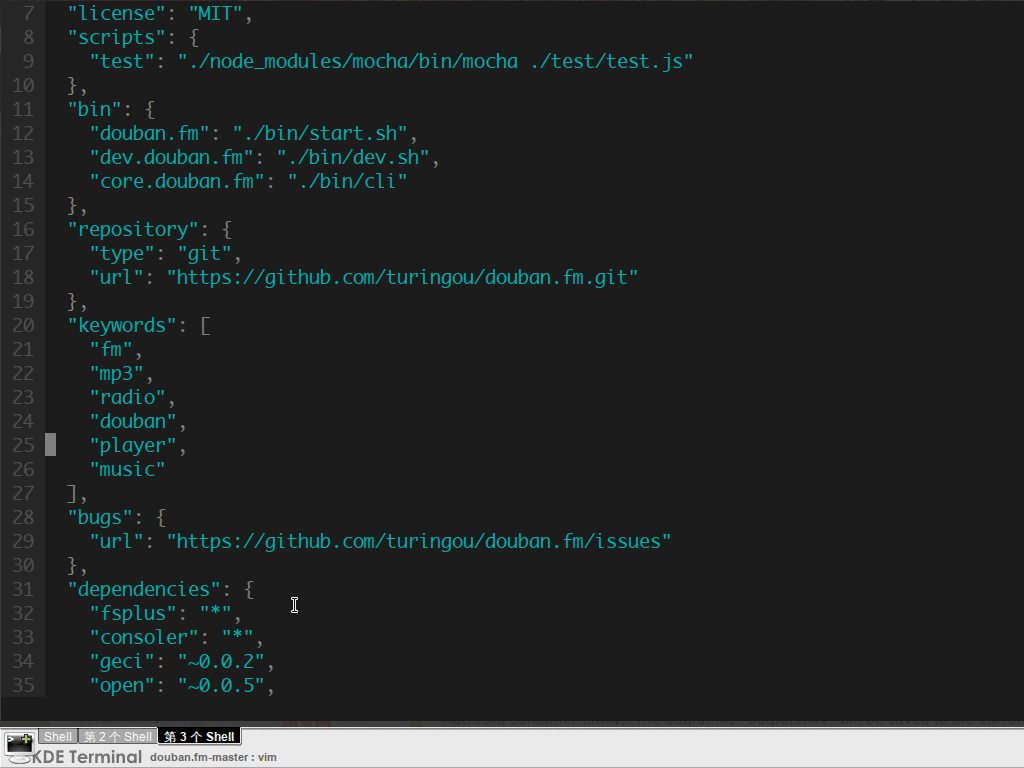 7 "license": "MIT",
8 "scripts": {
9 "test": "./node_modules/mocha/bin/mocha ./test/test.js"
10 },
11 "bin": {
12 "douban.fm": "./bin/start.sh",
13 "dev.douban.fm": "./bin/dev.sh",
14 "core.douban.fm": "./bin/cli"
15 },
16 "repository": {
17 "type": "git",
18 "url": "https://github.com/turingou/douban.fm.git"
19 },
20 "keywords": [
21 "fm",
22 "mp3",
23 "radio",
24 "douban",
25 "player",
26 "music"
27 ],
28 "bugs": {
29 "url": "https://github.com/turingou/douban.fm/issues"
30 },
31 "dependencies": {
32 "fsplus": "*",
33 "consoler": "*",
34 "geci": "~0.0.2",
35 "open": "~0.0.5",
Shell 第 2 个 Shell 第 3 个 Shell
KDE Terminal douban.fm-master : vim